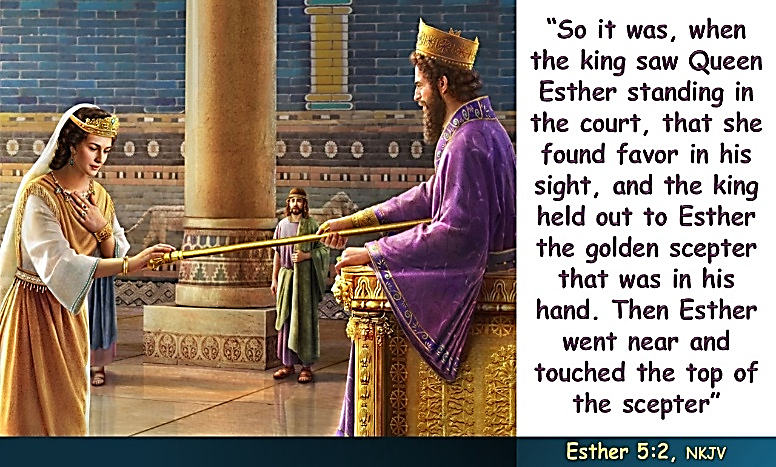 “So it was, when
the king saw Queen
Esther standing in
the court, that she
found favor in his
sight, and the king
held out to Esther
the golden scepter
that was in his
hand. Then Esther
went near and
touched the top of
the scepter”
Esther 5:2, NKJV